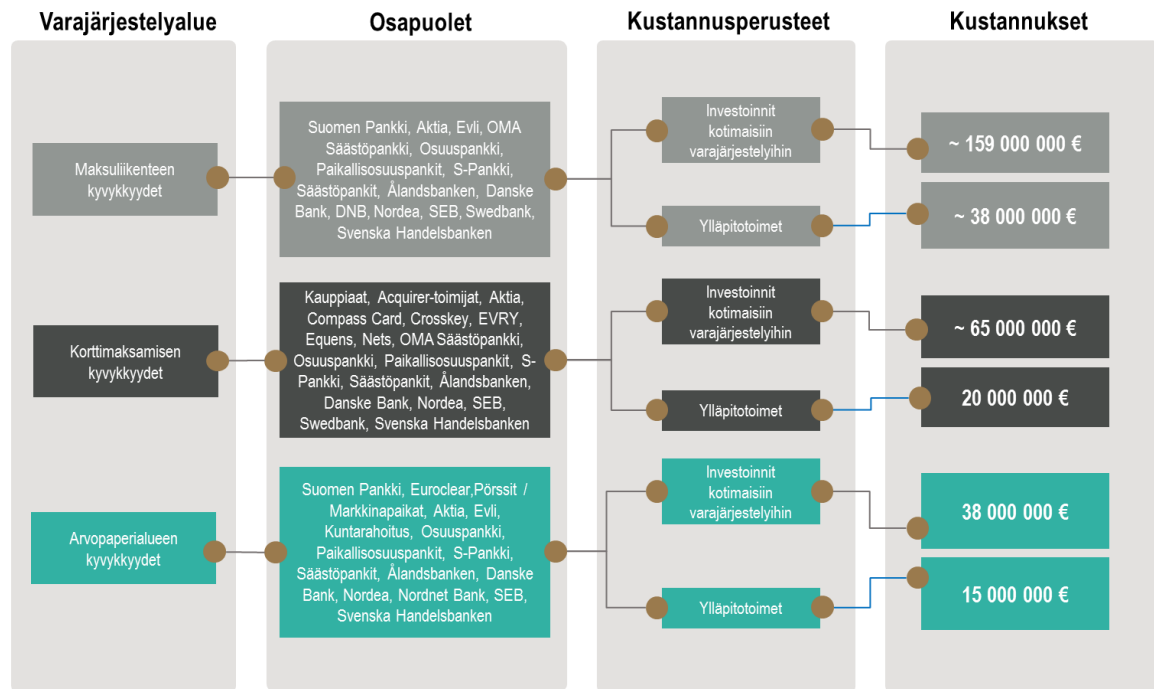 Varajärjestelyalue
Osapuolet
Kustannusperusteet
Kustannukset
Maksuliikenteen
kyvykkyydet
Suomen Pankki, Aktia, Evli, OMA
Säästöpankki, Osuuspankki,
Paikallisosuuspankit, S-Pankki,
Säästöpankit, Ålandsbanken, Danske
Bank, DNB, Nordea, SEB, Swedbank,
Svenska Handelsbanken
Investoinnit
kotimaisiin
varajärjestelyihin
~ 159 000 000 €
Ylläpitotoimet
~ 38 000 000 €
Korttimaksamisen
kyvykkyydet
Kauppiaat, Acquirer-toimijat, Aktia,
Compass Card, Crosskey, EVRY,
Equens, Nets, OMA Säästöpankki,
Osuuspankki, Paikallisosuuspankit, S-
Pankki, Säästöpankit, Ålandsbanken,
Danske Bank, Nordea, SEB,
Swedbank, Svenska Handelsbanken
Investoinnit
kotimaisiin
varajärjestelyihin
~ 65 000 000 €
Ylläpitotoimet
20 000 000 €
Arvopaperialueen
kyvykkyydet
Suomen Pankki, Euroclear,Pörssit /
Markkinapaikat, Aktia, Evli,
Kuntarahoitus, Osuuspankki,
Paikallisosuuspankit, S-Pankki,
Säästöpankit, Ålandsbanken, Danske
Bank, Nordea, Nordnet Bank, SEB,
Svenska Handelsbanken
Investoinnit
kotimaisiin
varajärjestelyihin
38 000 000 €
Ylläpitotoimet
15 000 000 €